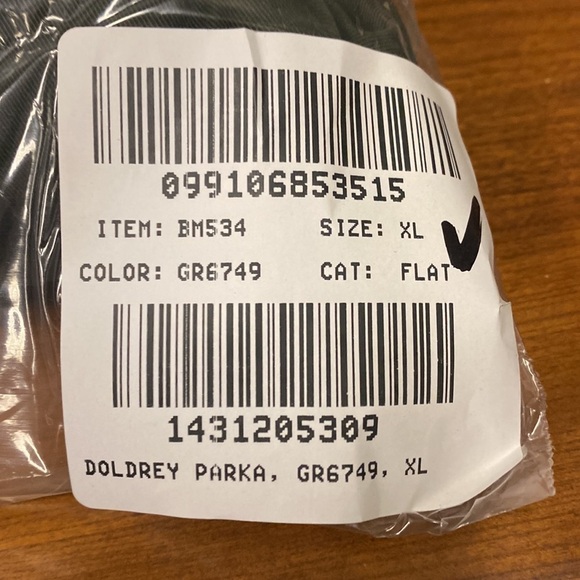 099106853515
ITEM: BM534 SIZE: XL
COLOR: GR6749 CAT: FLAT
1431205309
DOLDREY PARKA, GR6749, XL